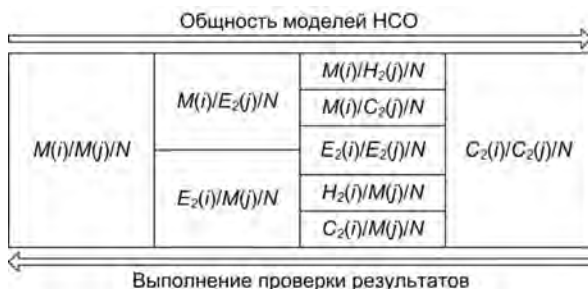 Общность моделей НСО
M(i)/M(j)/N
M(i)/E₂(j)/N
E₂(i)/M(j)/N
M(i)/H₂(j)/N
M(i)/C₂(j)/N
E₂(i)/E₂(j)/N
H₂(i)/M(j)/N
C₂(i)/M(j)/N
C₂(i)/C₂(j)/N
Выполнение проверки результатов